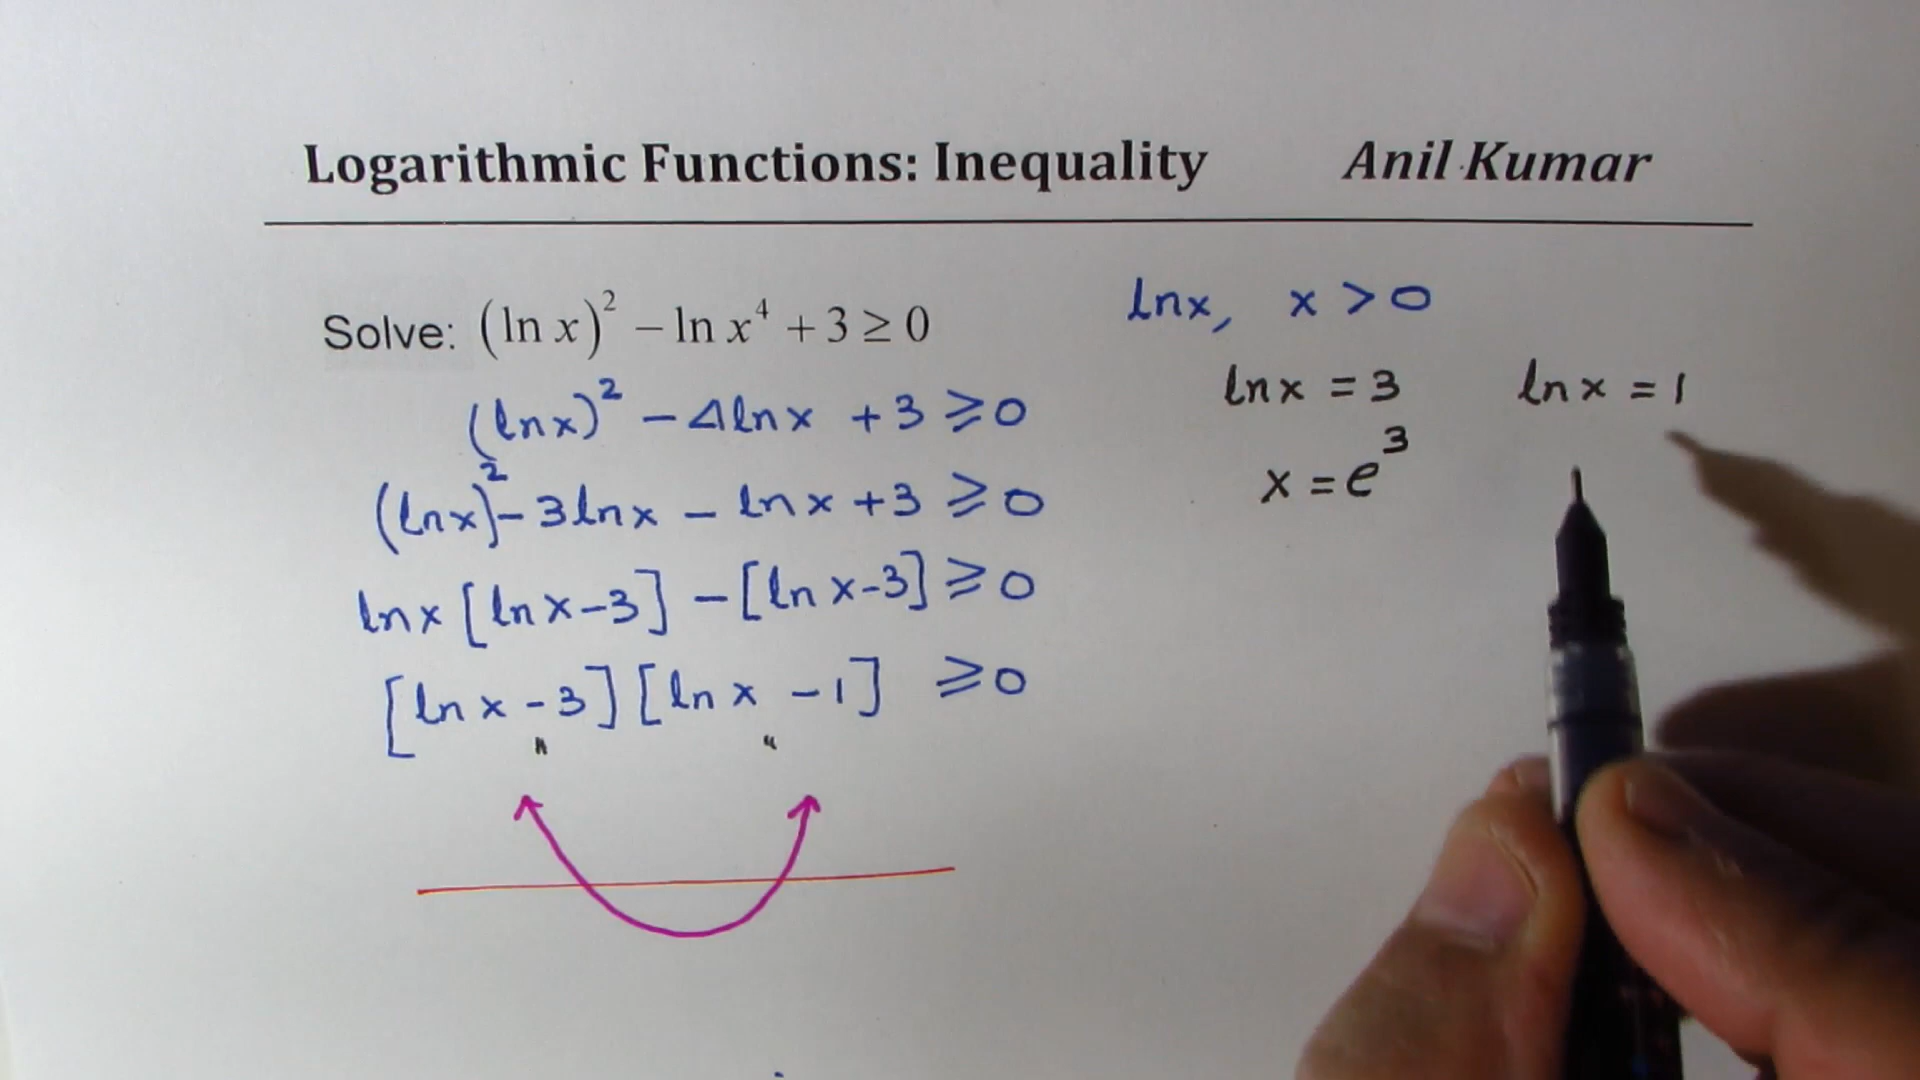 Logarithmic Functions: Inequality Anil Kumar
Solve: (ln x)² − ln x⁴ + 3 ≥ 0
ln x, x > 0
(ln x)² − 4 ln x + 3 ≥ 0
ln x = 3 ln x = 1
(ln x)² − 3 ln x − ln x + 3 ≥ 0
x = e³
ln x [ln x − 3] − [ln x − 3] ≥ 0
[ln x − 3] [ln x − 1] ≥ 0